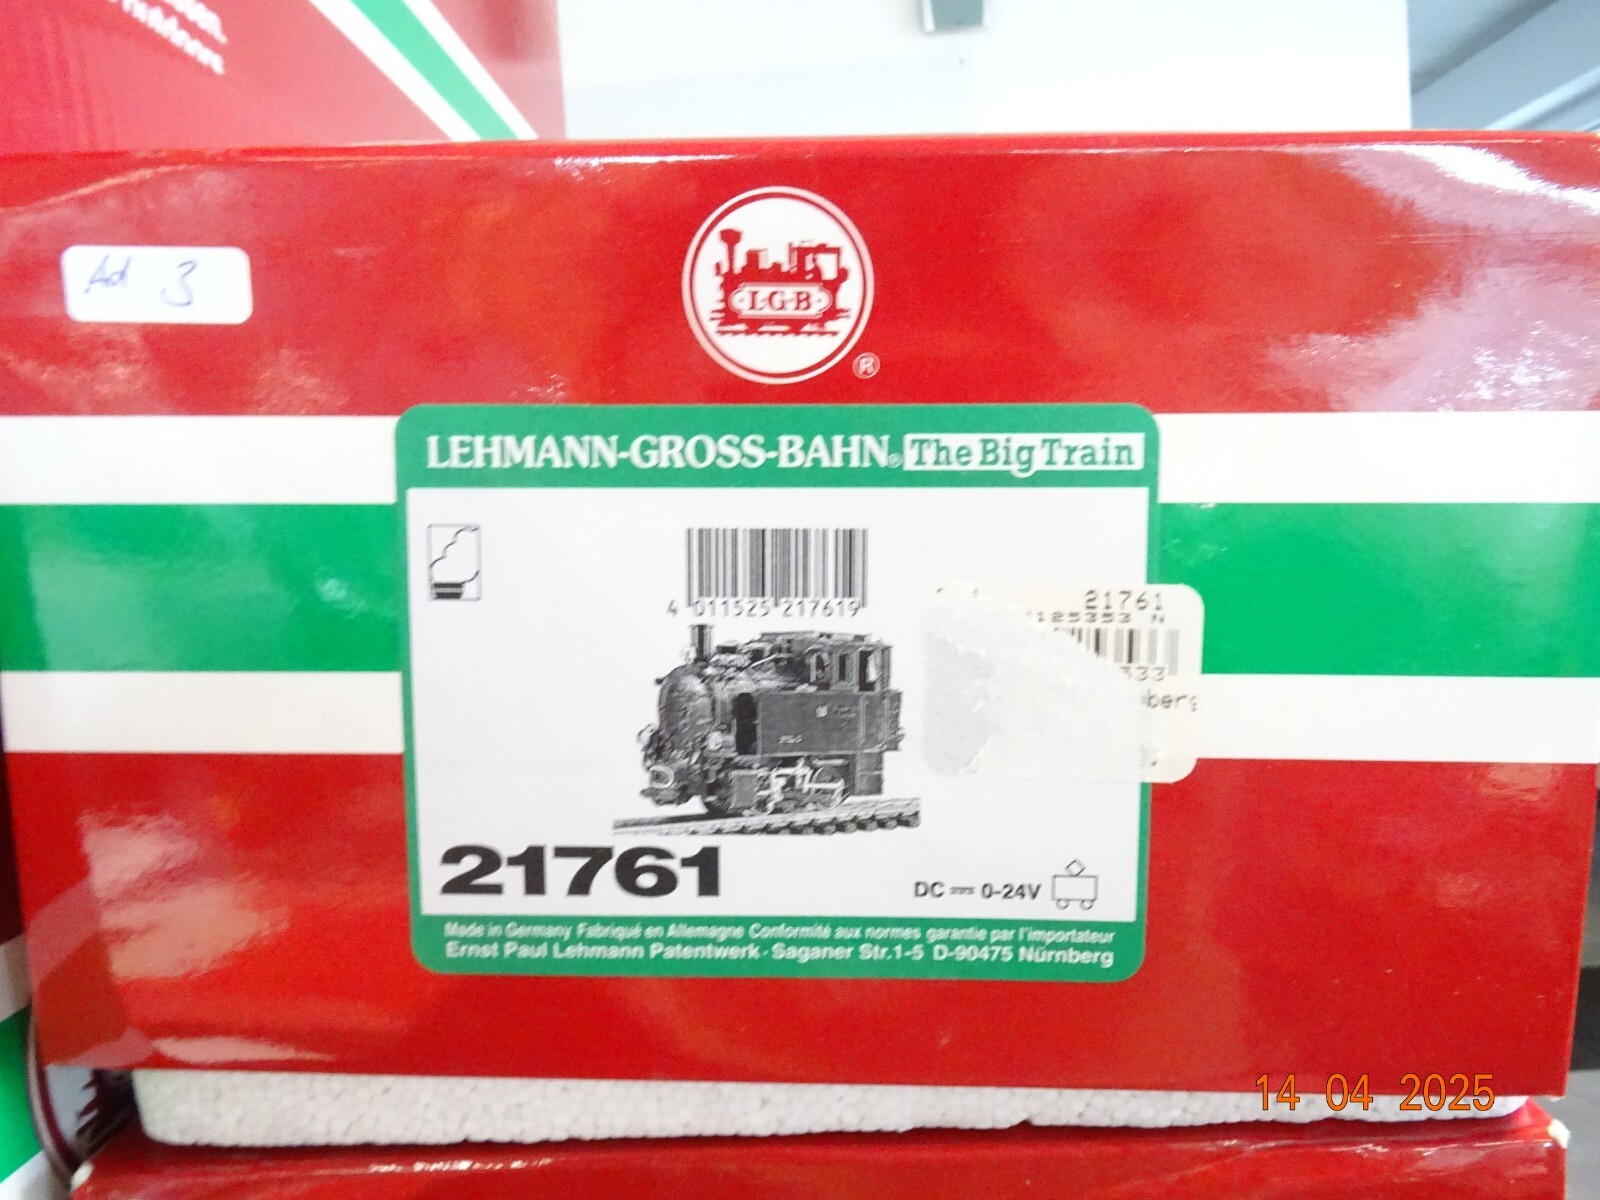 Ad 3
L·G·B
®
LEHMANN-GROSS-BAHN® The Big Train
4 011525 217619
21761
125353 N
333
21761
DC 0-24V
Made in Germany Fabriqué en Allemagne Conformité aux normes garantie par l'importateur
Ernst Paul Lehmann Patentwerk · Saganer Str.1-5 D-90475 Nürnberg
14 04 2025